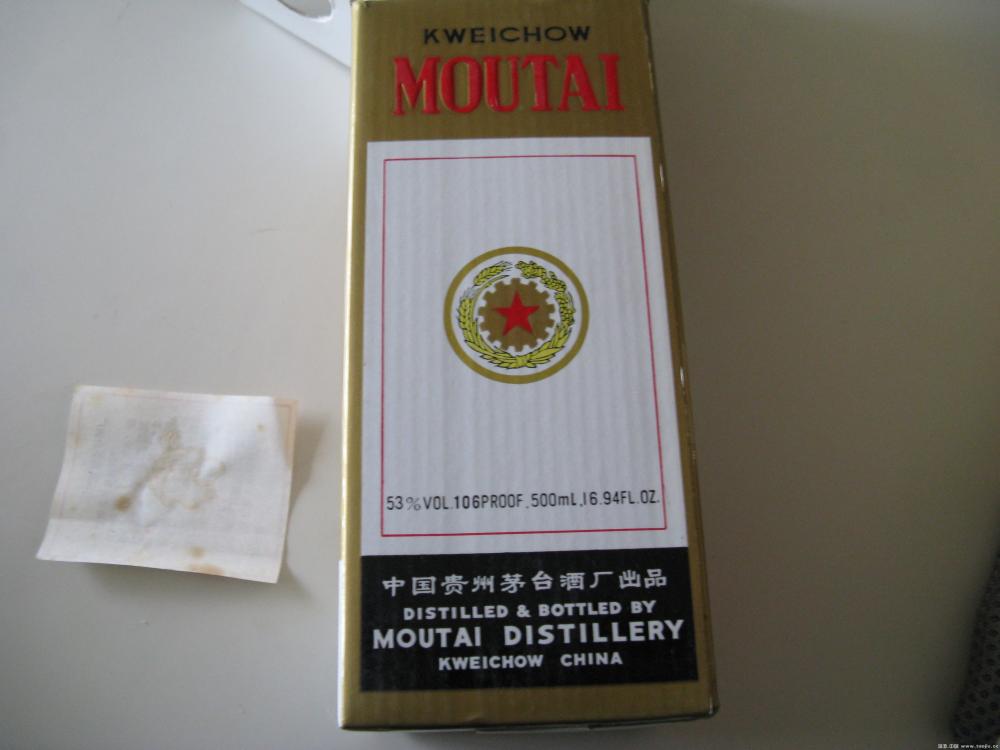 KWEICHOW
MOUTAI
53%VOL.106PROOF.500mL,16.94FL.OZ.
中国贵州茅台酒厂出品
DISTILLED & BOTTLED BY
MOUTAI DISTILLERY
KWEICHOW CHINA